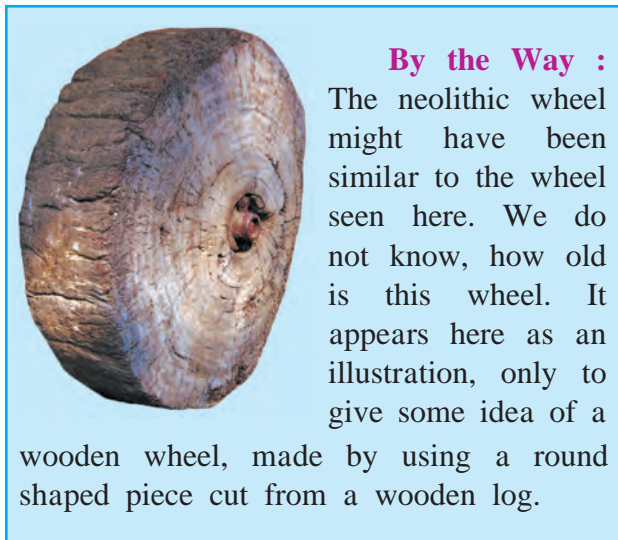 By the Way :
The neolithic wheel
might have been
similar to the wheel
seen here. We do
not know, how old
is this wheel. It
appears here as an
illustration, only to
give some idea of a
wooden wheel, made by using a round
shaped piece cut from a wooden log.